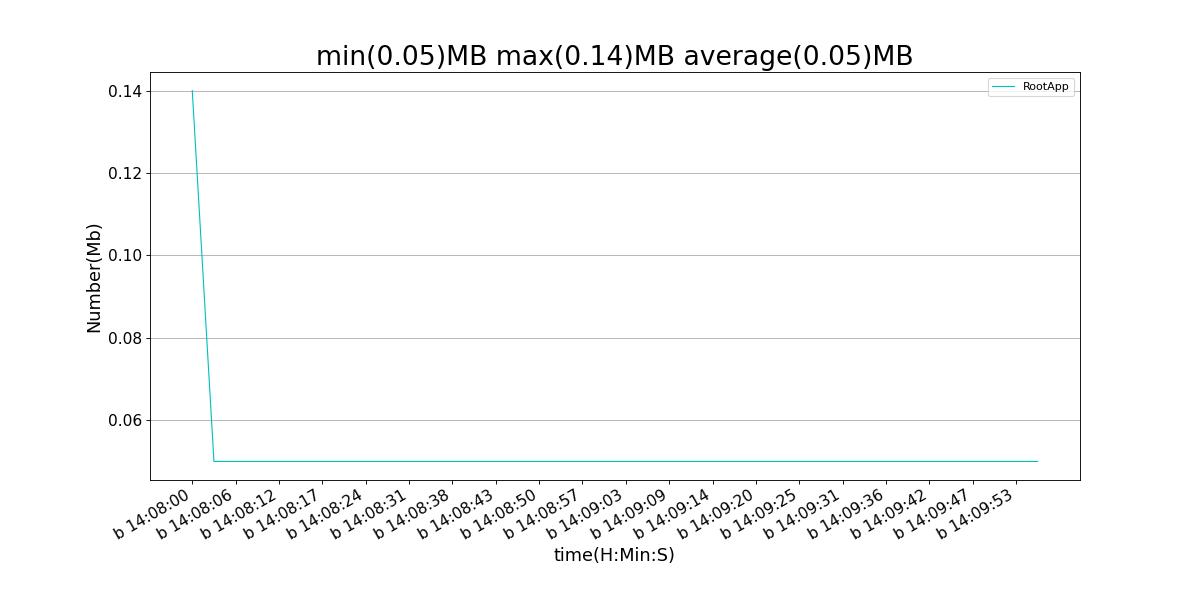 min(0.05)MB max(0.14)MB average(0.05)MB
RootApp
0.14
0.12
0.10
0.08
0.06
Number(Mb)
b 14:08:00
b 14:08:06
b 14:08:12
b 14:08:17
b 14:08:24
b 14:08:31
b 14:08:38
b 14:08:43
b 14:08:50
b 14:08:57
b 14:09:03
b 14:09:09
b 14:09:14
b 14:09:20
b 14:09:25
b 14:09:31
b 14:09:36
b 14:09:42
b 14:09:47
b 14:09:53
time(H:Min:S)